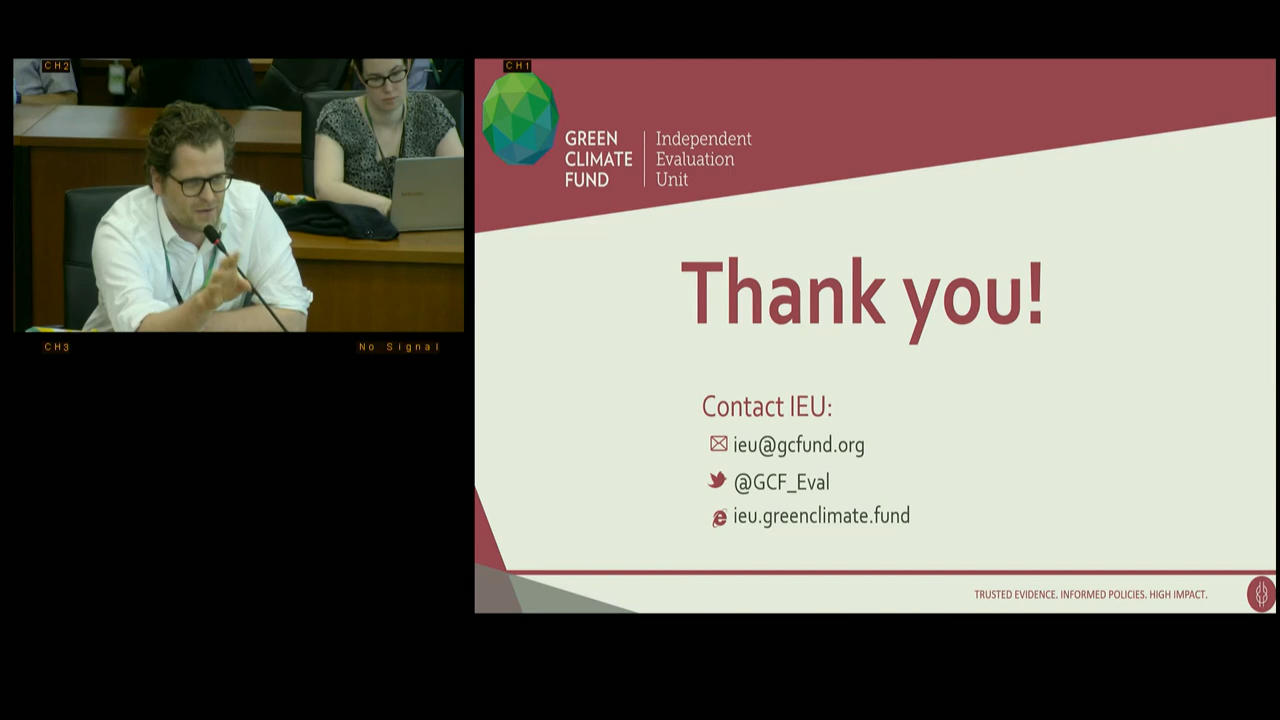 CH2
CH1
GREEN
CLIMATE
FUND
Independent
Evaluation
Unit
Thank you!
Contact IEU:
ieu@gcfund.org
@GCF_Eval
ieu.greenclimate.fund
TRUSTED EVIDENCE. INFORMED POLICIES. HIGH IMPACT.
CH3
No Signal